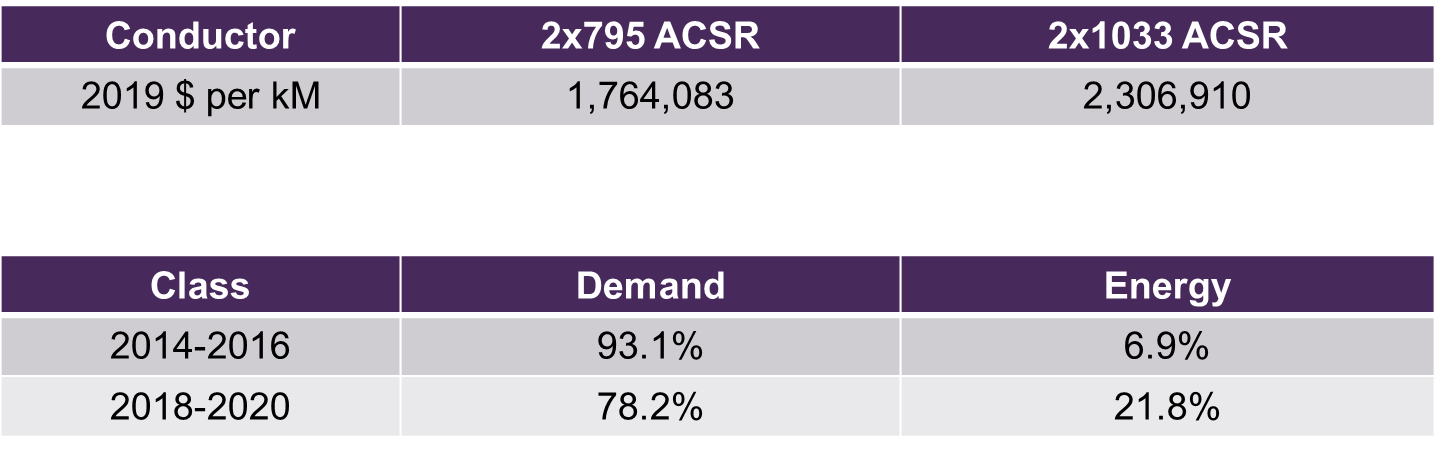 Conductor 2x795 ACSR 2x1033 ACSR
2019 $ per kM 1,764,083 2,306,910
Class Demand Energy
2014-2016 93.1% 6.9%
2018-2020 78.2% 21.8%